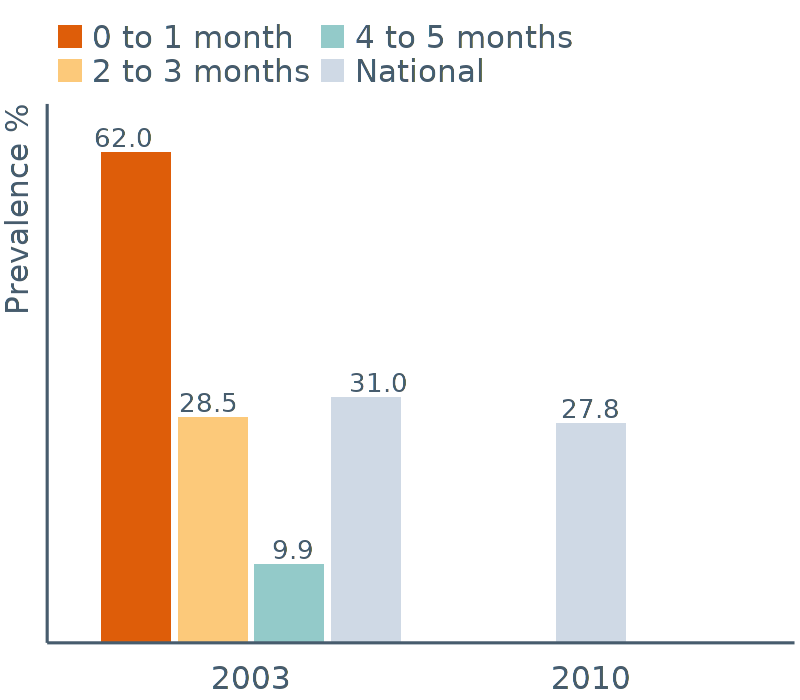 0 to 1 month
4 to 5 months
2 to 3 months
National
Prevalence %
62.0
28.5
9.9
31.0
27.8
2003
2010